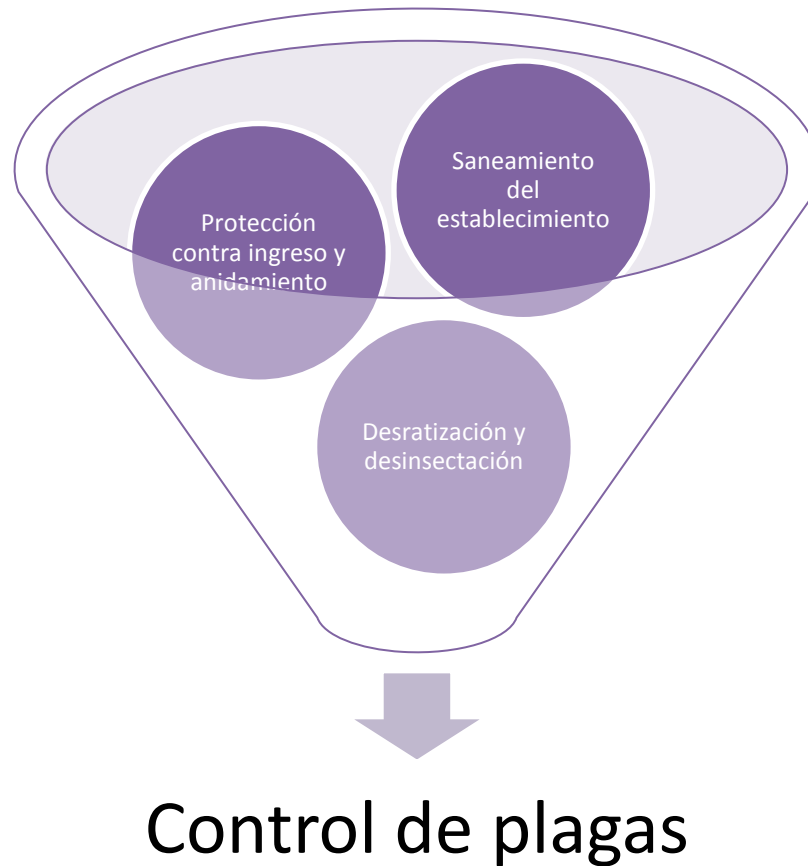 Saneamiento
del
establecimiento
Protección
contra ingreso y
anidamiento
Desratización y
desinsectación
Control de plagas